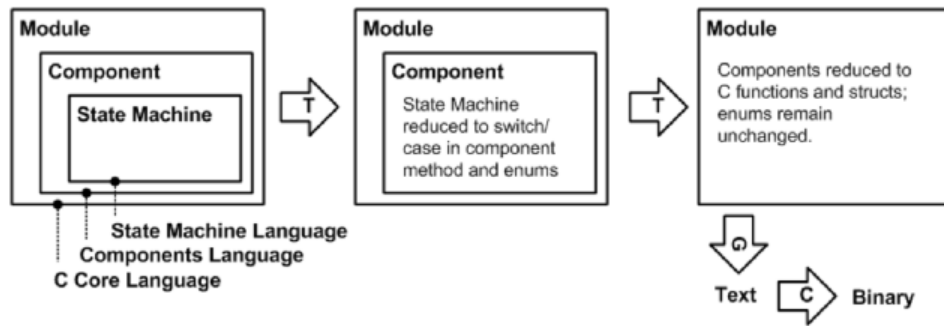 Module
Component
State Machine
State Machine Language
Components Language
C Core Language
T
Module
Component
State Machine
reduced to switch/
case in component
method and enums
T
Module
Components reduced to
C functions and structs;
enums remain
unchanged.
G
Text
C
Binary